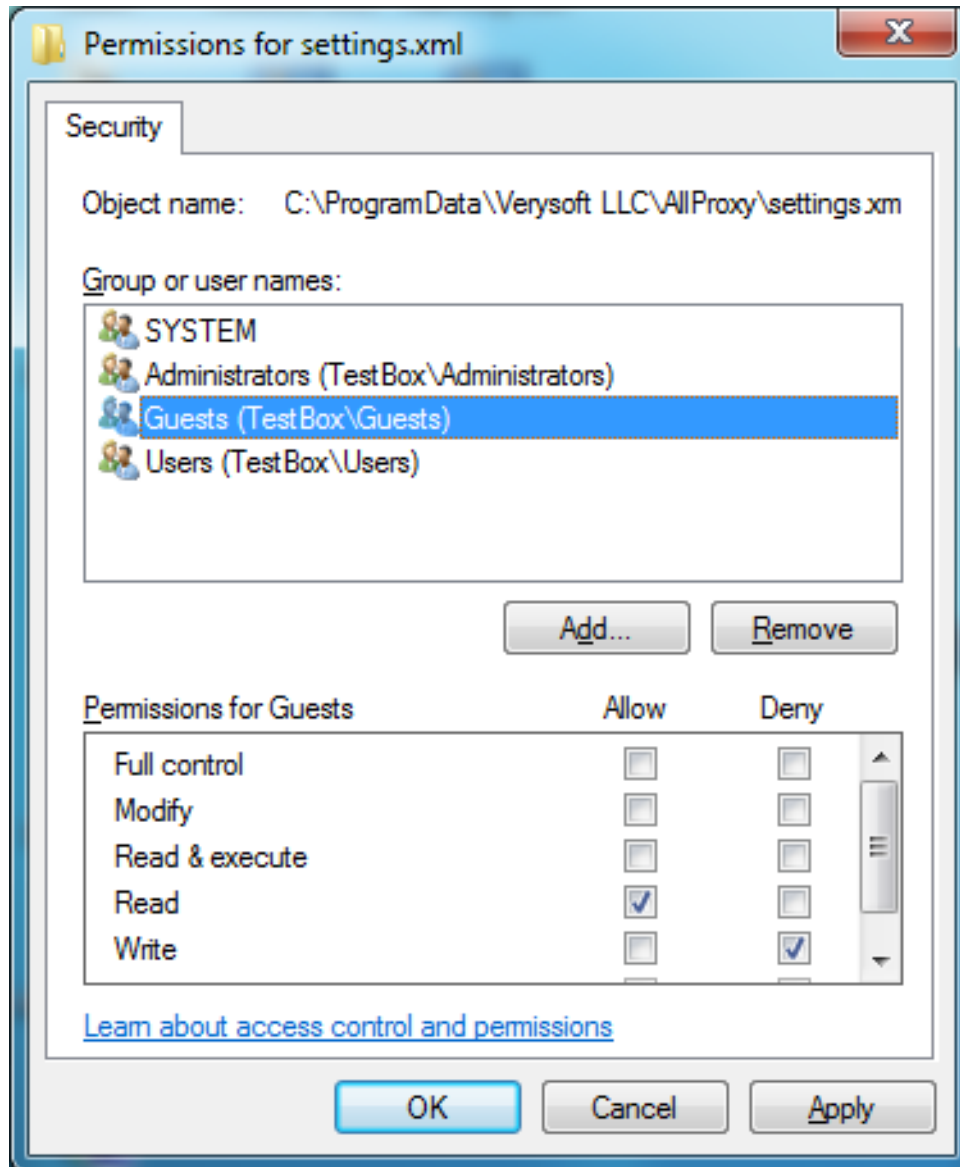 Permissions for settings.xml
Security
Object name: C:\ProgramData\Verysoft LLC\AllProxy\settings.xm
Group or user names:
SYSTEM
Administrators (TestBox\Administrators)
Guests (TestBox\Guests)
Users (TestBox\Users)
Add... Remove
Permissions for Guests Allow Deny
Full control
Modify
Read & execute
Read
Write
Learn about access control and permissions
OK Cancel Apply